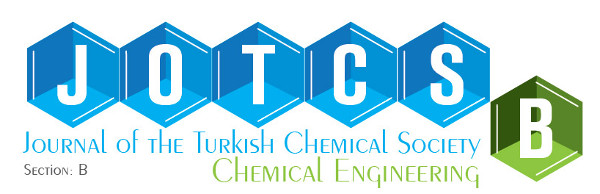 JOTCS
B
Journal of the Turkish Chemical Society
Section: B
Chemical Engineering